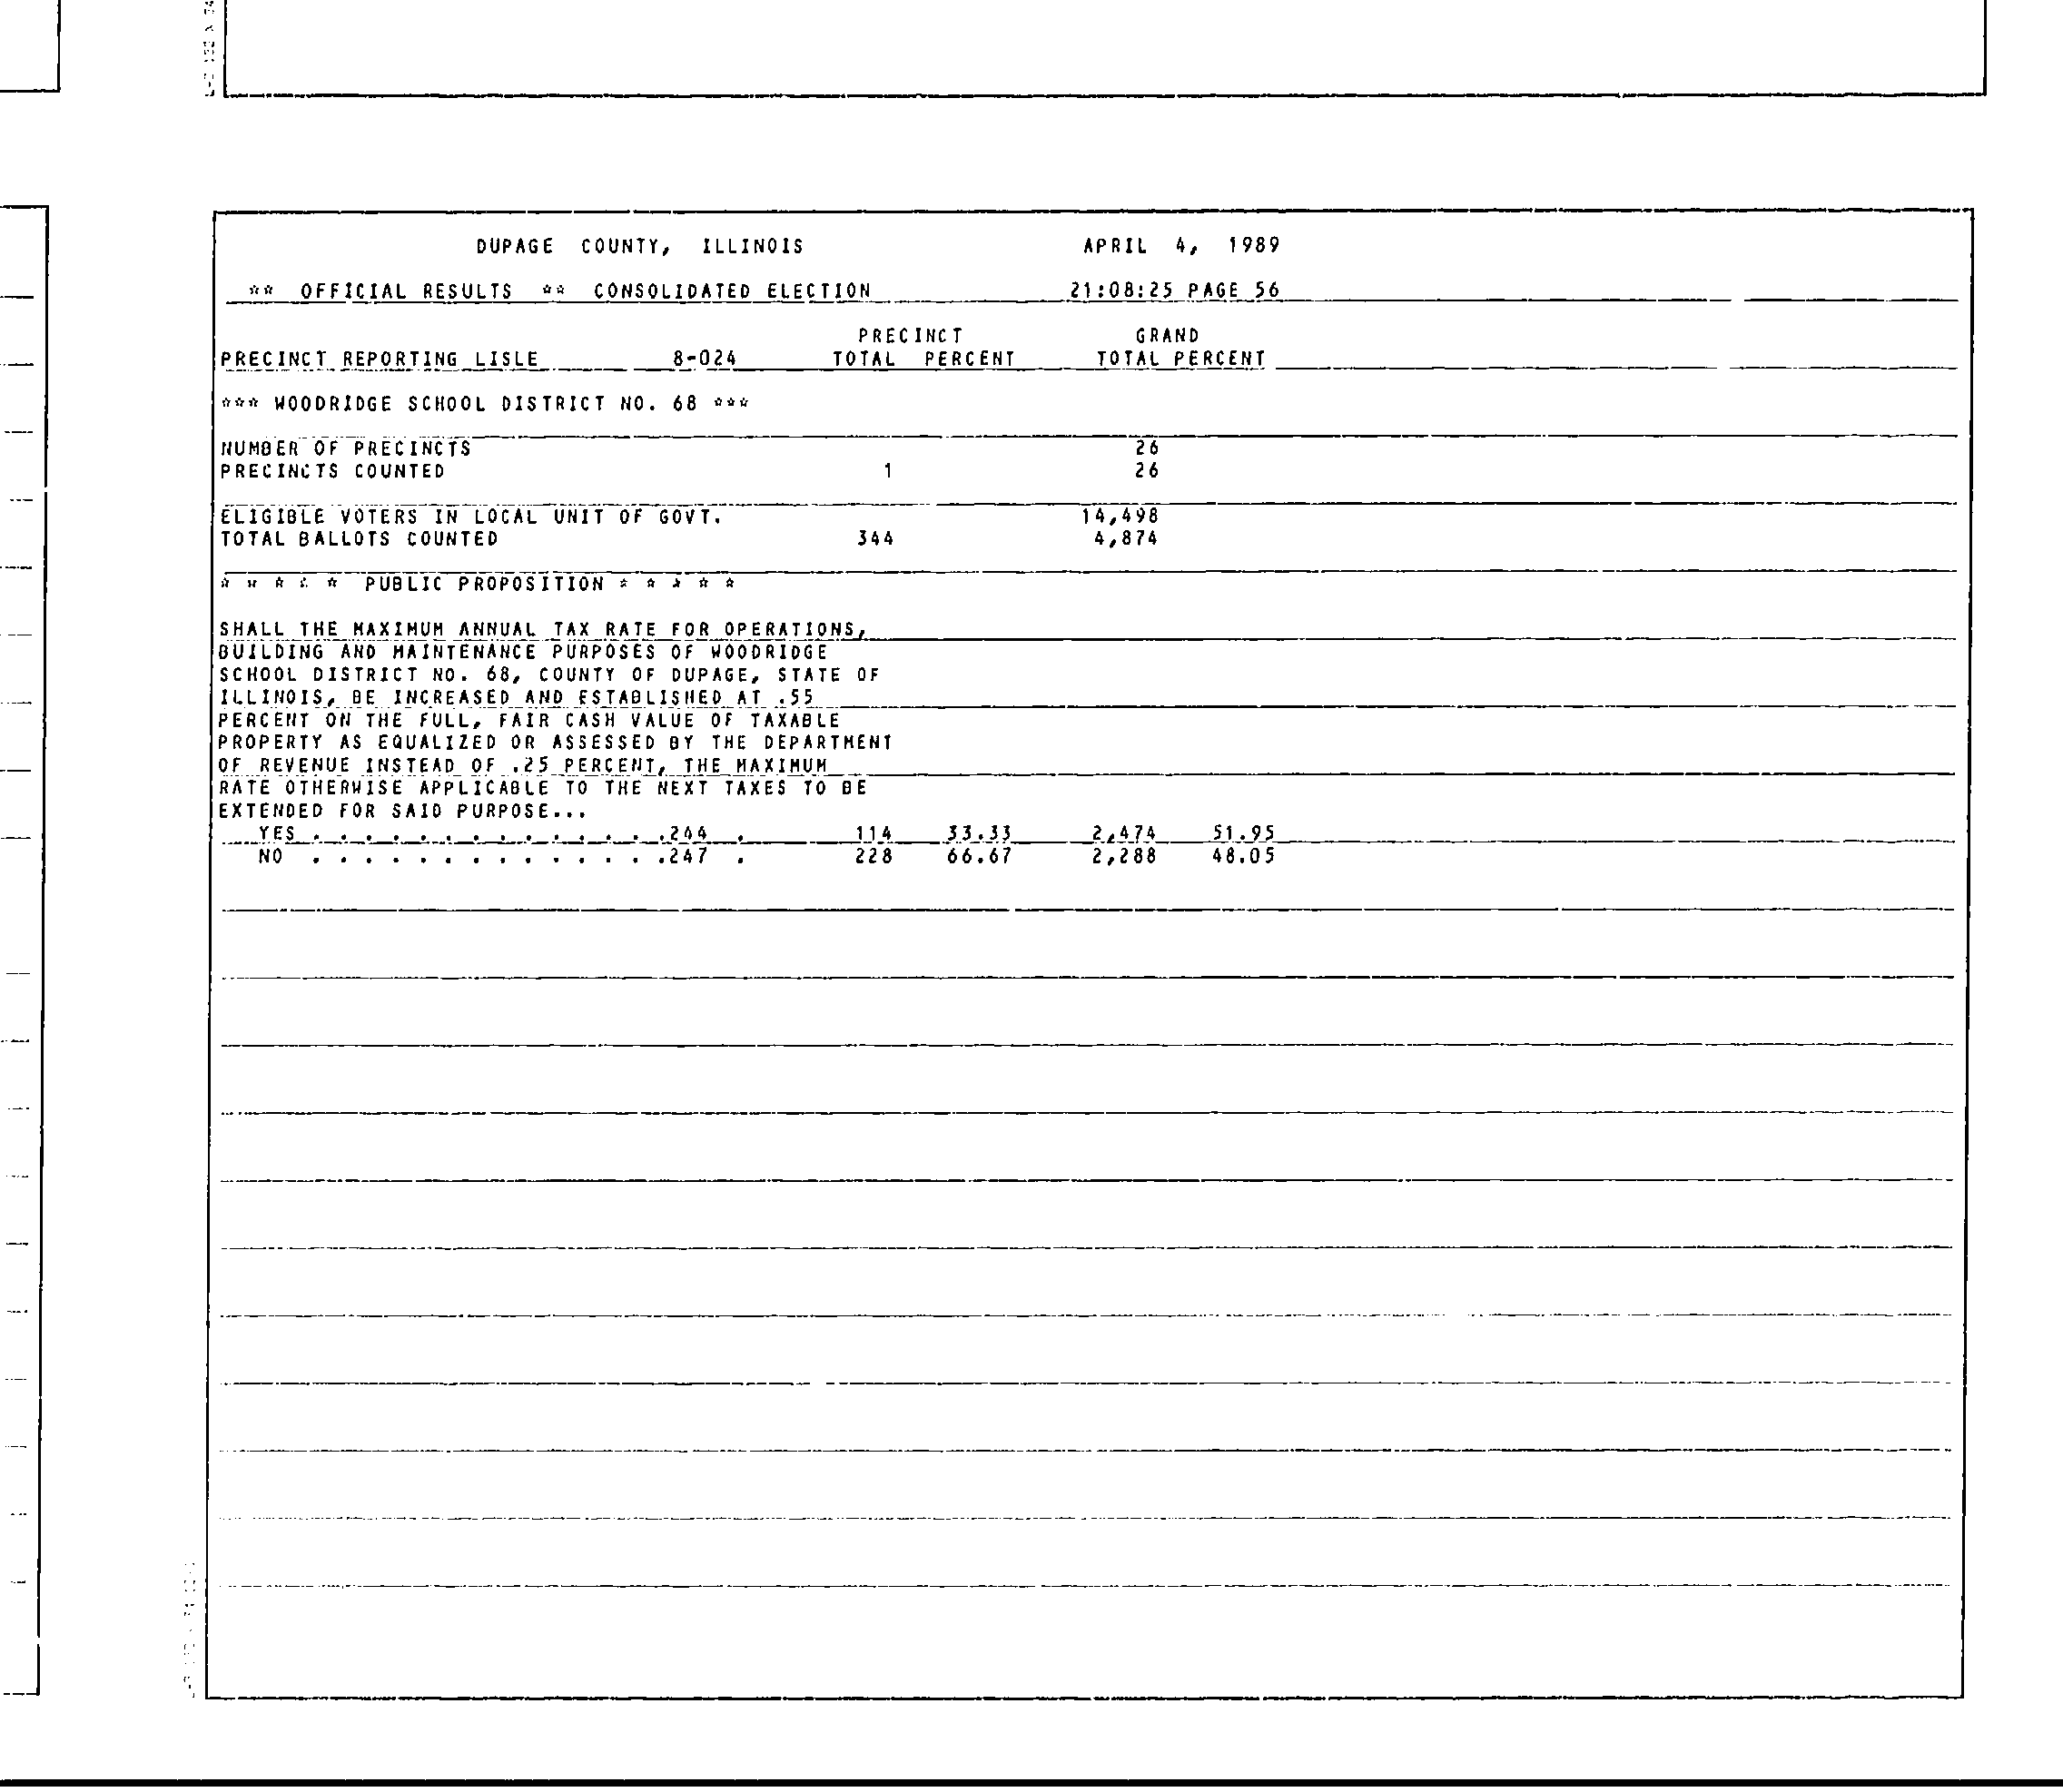 DUPAGE COUNTY, ILLINOIS APRIL 4, 1989
** OFFICIAL RESULTS ** CONSOLIDATED ELECTION 21:08:25 PAGE 56
PRECINCT GRAND
PRECINCT REPORTING LISLE 8-024 TOTAL PERCENT TOTAL PERCENT
*** WOODRIDGE SCHOOL DISTRICT NO. 68 ***
NUMBER OF PRECINCTS 26
PRECINCTS COUNTED 1 26
ELIGIBLE VOTERS IN LOCAL UNIT OF GOVT. 14,498
TOTAL BALLOTS COUNTED 344 4,874
* * * * * PUBLIC PROPOSITION * * * * *
SHALL THE MAXIMUM ANNUAL TAX RATE FOR OPERATIONS,
BUILDING AND MAINTENANCE PURPOSES OF WOODRIDGE
SCHOOL DISTRICT NO. 68, COUNTY OF DUPAGE, STATE OF
ILLINOIS, BE INCREASED AND ESTABLISHED AT .55
PERCENT ON THE FULL, FAIR CASH VALUE OF TAXABLE
PROPERTY AS EQUALIZED OR ASSESSED BY THE DEPARTMENT
OF REVENUE INSTEAD OF .25 PERCENT, THE MAXIMUM
RATE OTHERWISE APPLICABLE TO THE NEXT TAXES TO BE
EXTENDED FOR SAID PURPOSE...
YES . . . . . . . . . . . . . .244 . 114 33.33 2,474 51.95
NO . . . . . . . . . . . . . .247 . 228 66.67 2,288 48.05